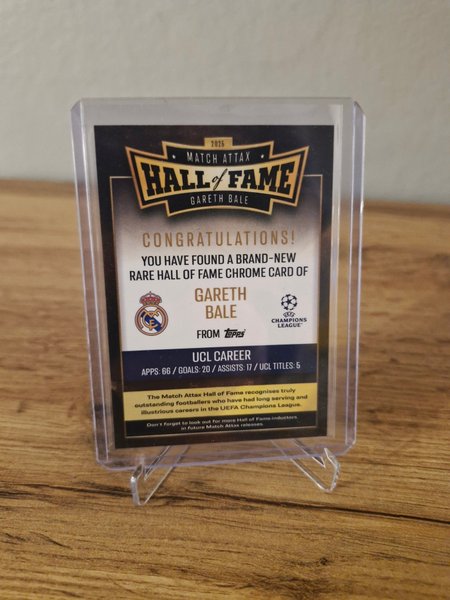 2025
MATCH ATTAX
HALL of FAME
GARETH BALE
CONGRATULATIONS!
YOU HAVE FOUND A BRAND-NEW
RARE HALL OF FAME CHROME CARD OF
GARETH
BALE
UEFA
CHAMPIONS
LEAGUE
FROM Topps
UCL CAREER
APPS: 66 / GOALS: 20 / ASSISTS: 17 / UCL TITLES: 5
The Match Attax Hall of Fame recognises truly
outstanding footballers who have had long serving and
illustrious careers in the UEFA Champions League.
Don't forget to look out for more Hall of Fame inductees
in future Match Attax releases.